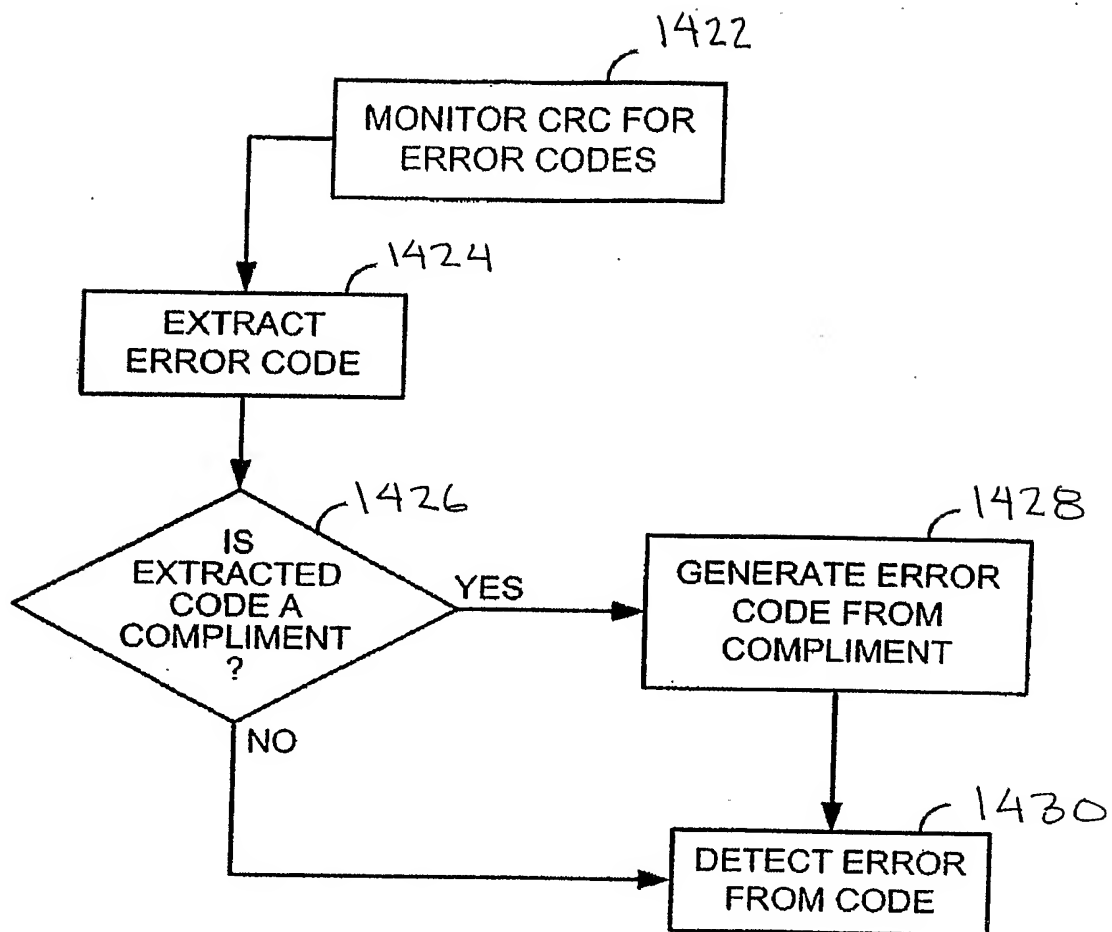 1422
MONITOR CRC FOR
ERROR CODES
1424
EXTRACT
ERROR CODE
1426
IS
EXTRACTED
CODE A
COMPLIMENT
?
YES
NO
1428
GENERATE ERROR
CODE FROM
COMPLIMENT
1430
DETECT ERROR
FROM CODE